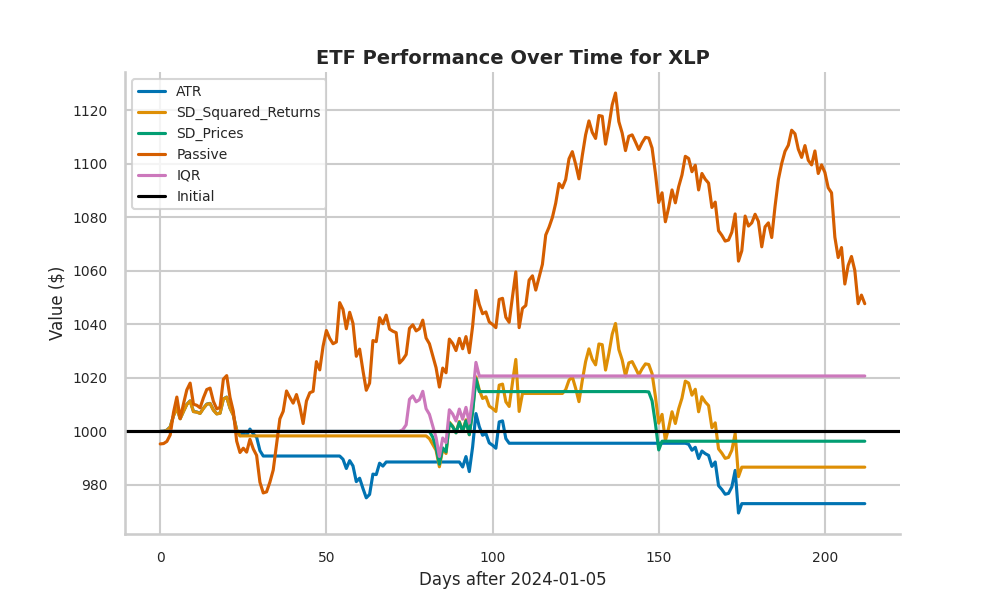 ETF Performance Over Time for XLP
ATR
SD_Squared_Returns
SD_Prices
Passive
IQR
Initial
Value ($)
1120
1100
1080
1060
1040
1020
1000
980
0
50
100
150
200
Days after 2024-01-05